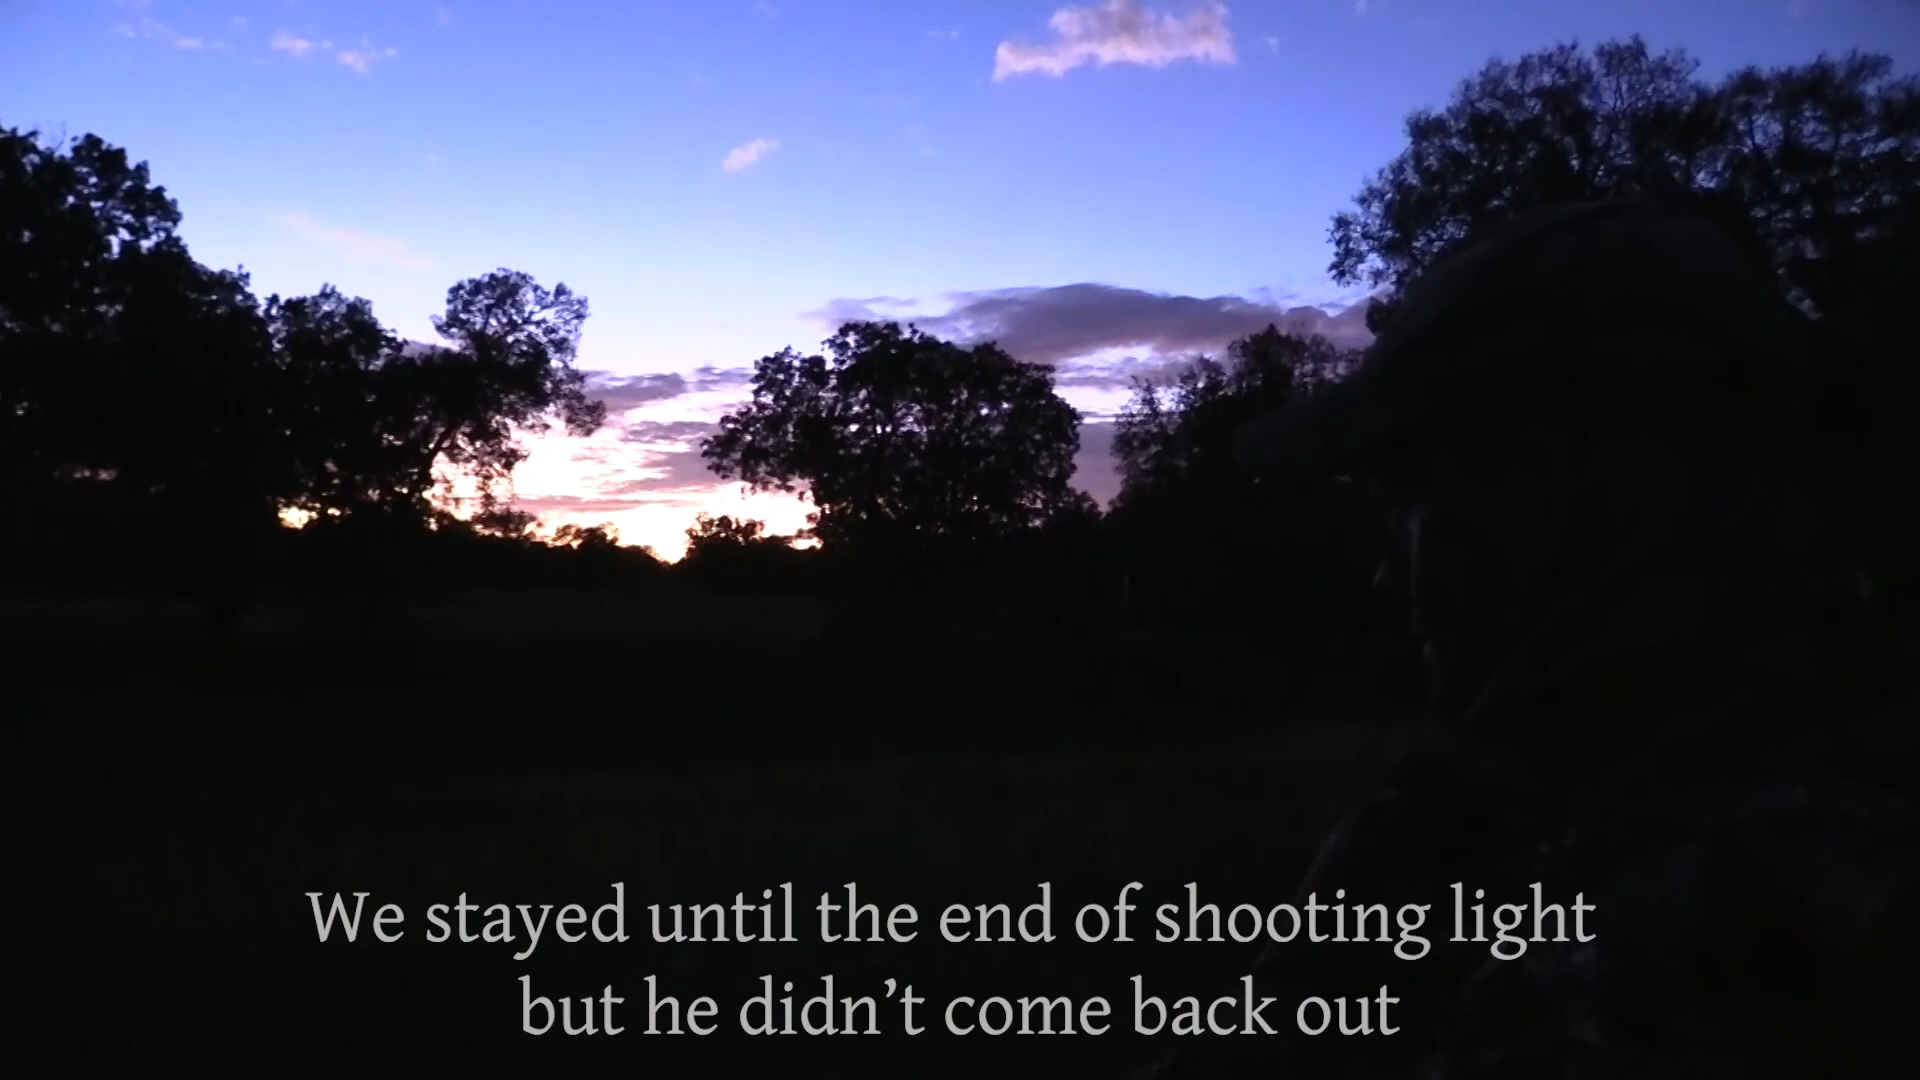 We stayed until the end of shooting light
but he didn’t come back out